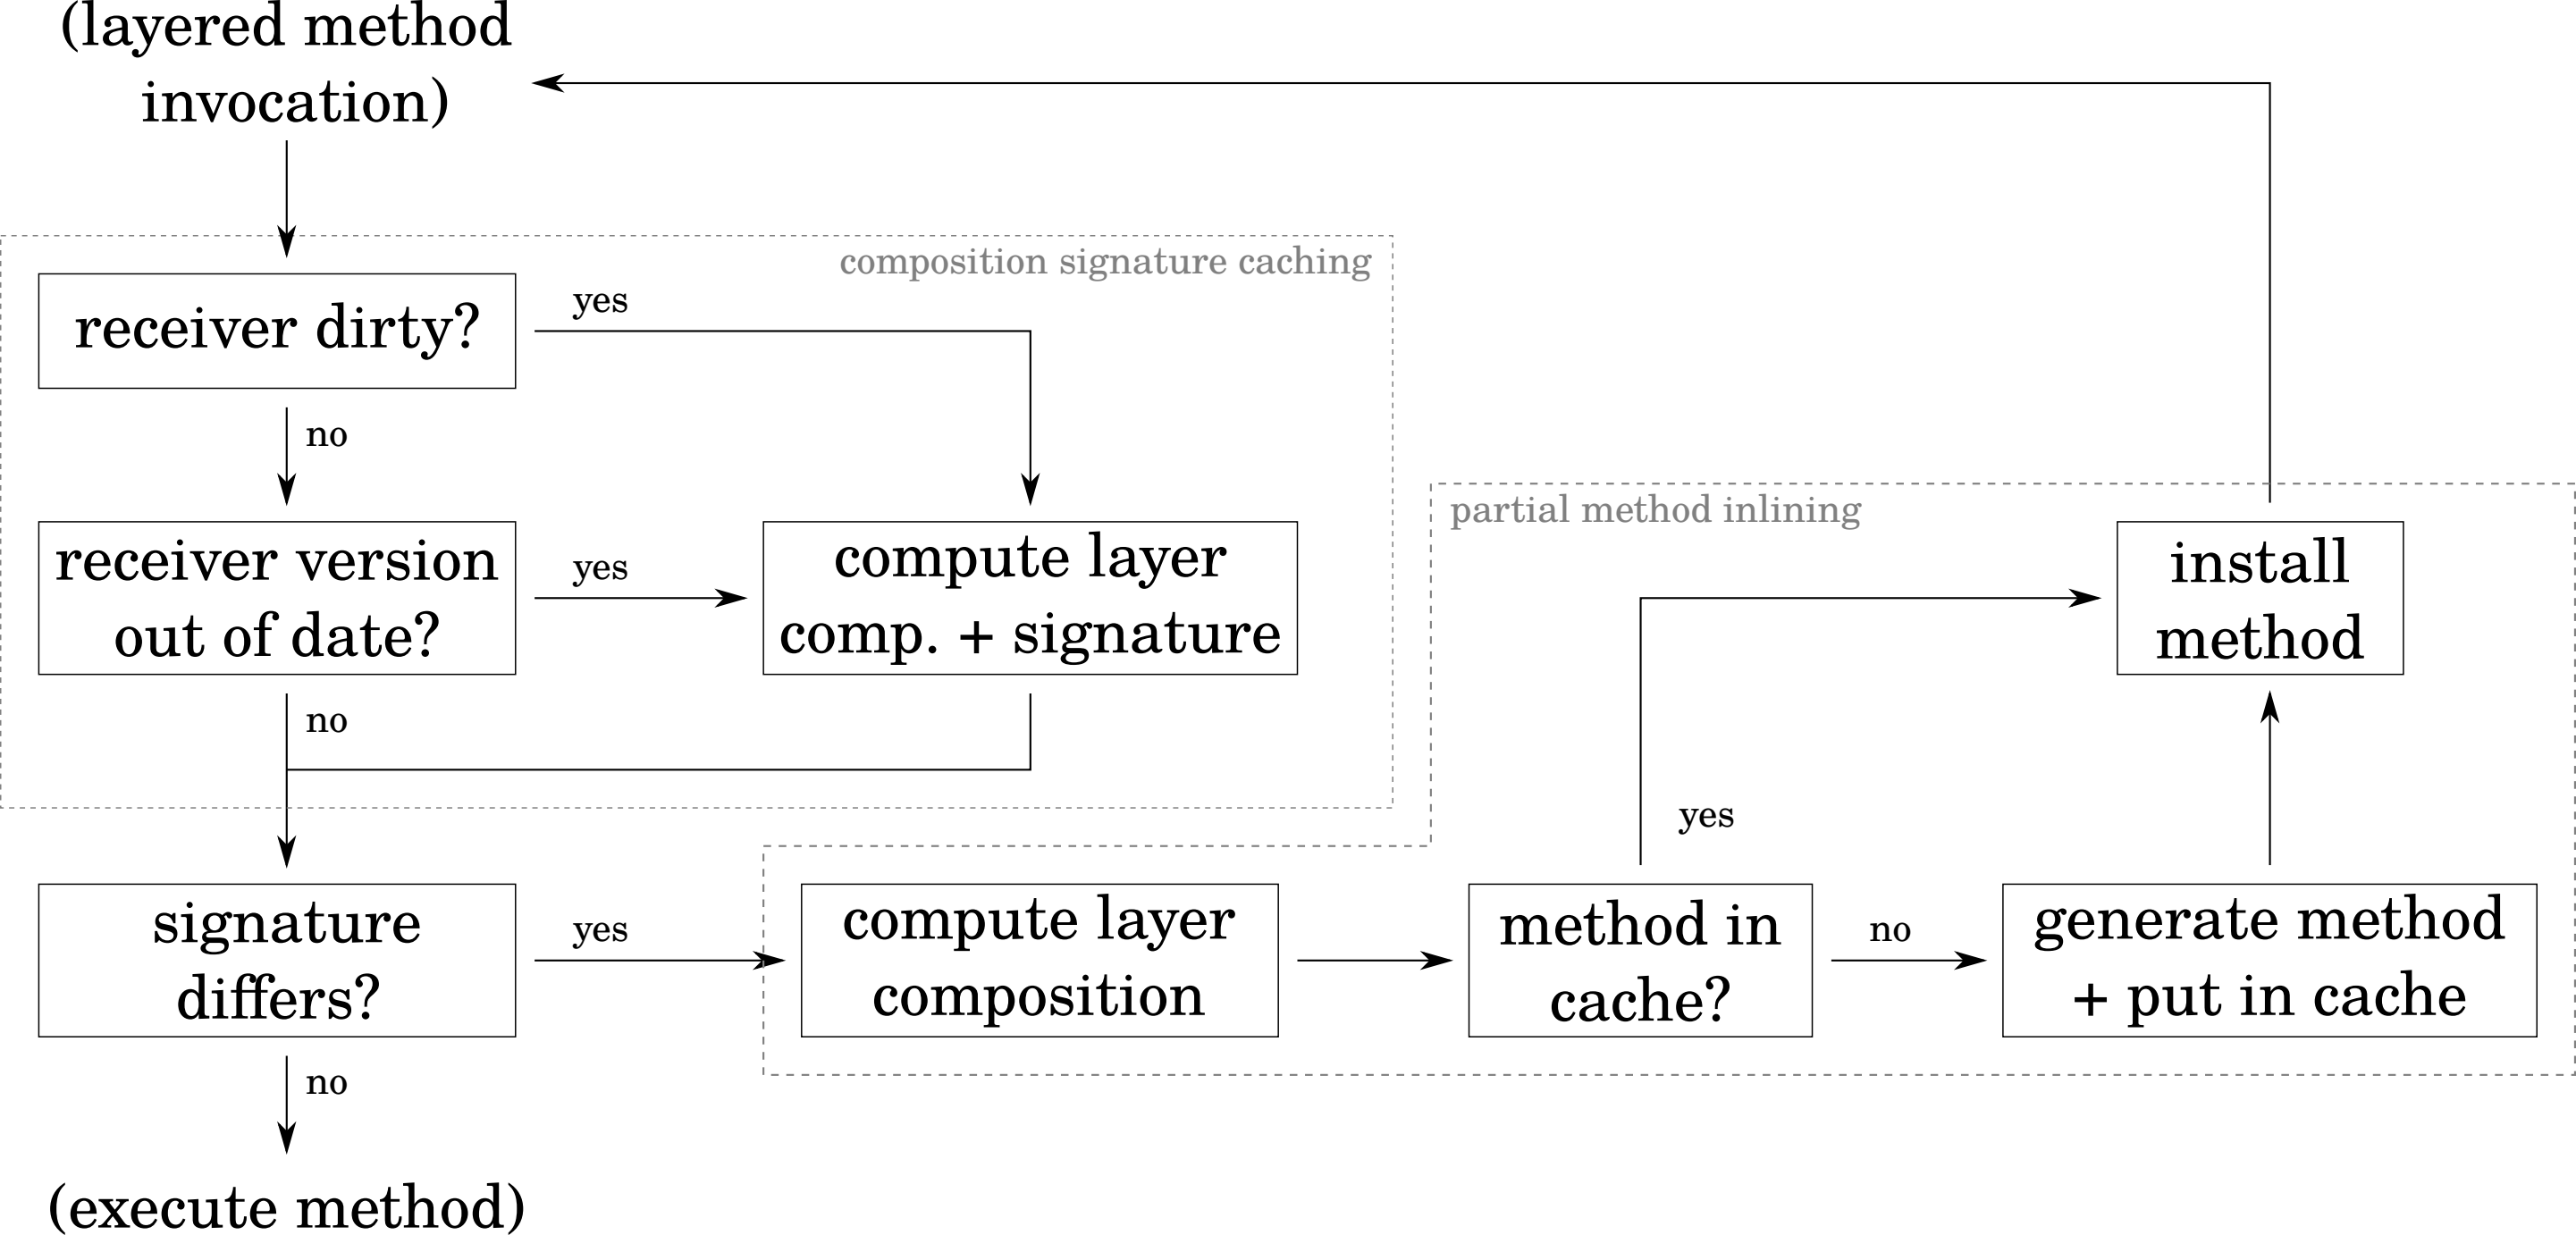 (layered method
invocation)
composition signature caching
receiver dirty?
yes
no
receiver version
out of date?
yes
compute layer
comp. + signature
no
partial method inlining
install
method
yes
signature
differs?
yes
compute layer
composition
method in
cache?
no
generate method
+ put in cache
no
(execute method)